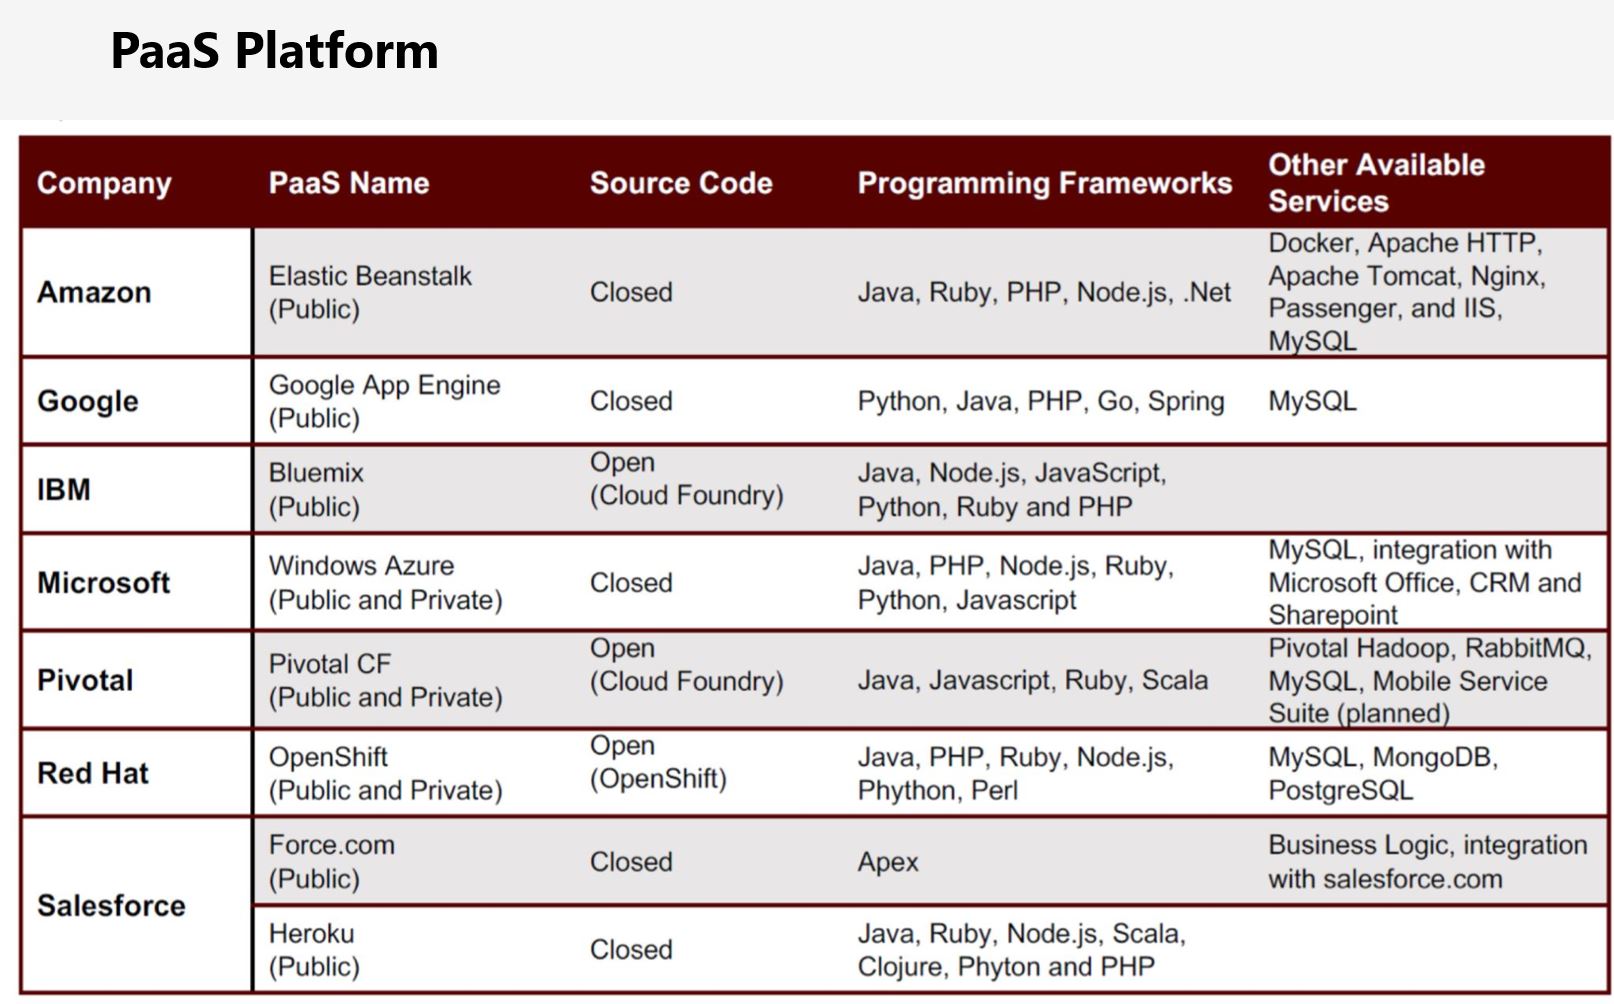 PaaS Platform
Company
PaaS Name
Source Code
Programming Frameworks
Other Available
Services
Amazon
Elastic Beanstalk
(Public)
Closed
Java, Ruby, PHP, Node.js, .Net
Docker, Apache HTTP,
Apache Tomcat, Nginx,
Passenger, and IIS,
MySQL
Google
Google App Engine
(Public)
Closed
Python, Java, PHP, Go, Spring
MySQL
IBM
Bluemix
(Public)
Open
(Cloud Foundry)
Java, Node.js, JavaScript,
Python, Ruby and PHP
Microsoft
Windows Azure
(Public and Private)
Closed
Java, PHP, Node.js, Ruby,
Python, Javascript
MySQL, integration with
Microsoft Office, CRM and
Sharepoint
Pivotal
Pivotal CF
(Public and Private)
Open
(Cloud Foundry)
Java, Javascript, Ruby, Scala
Pivotal Hadoop, RabbitMQ,
MySQL, Mobile Service
Suite (planned)
Red Hat
OpenShift
(Public and Private)
Open
(OpenShift)
Java, PHP, Ruby, Node.js,
Phython, Perl
MySQL, MongoDB,
PostgreSQL
Salesforce
Force.com
(Public)
Closed
Apex
Business Logic, integration
with salesforce.com
Heroku
(Public)
Closed
Java, Ruby, Node.js, Scala,
Clojure, Phyton and PHP